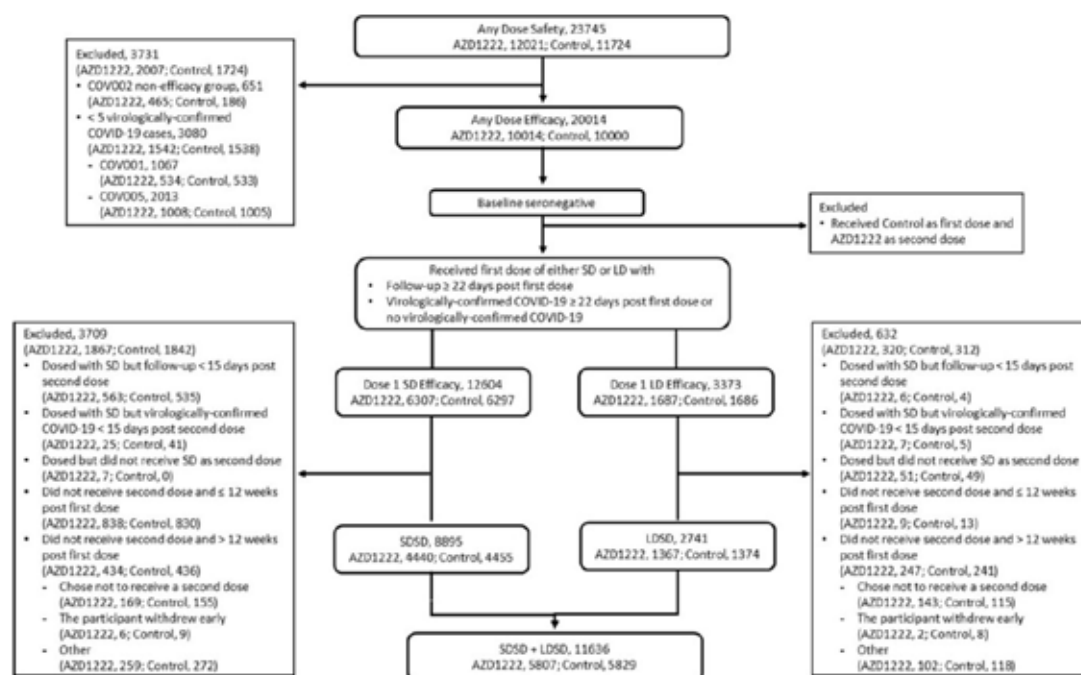 Any Dose Safety, 23745
AZD1222, 12021; Control, 11724
Excluded, 3731
(AZD1222, 2007; Control, 1724)
• COV002 non-efficacy group, 651
(AZD1222, 465; Control, 186)
• < 5 virologically-confirmed
COVID-19 cases, 3080
(AZD1222, 1542; Control, 1538)
- COV001, 1067
(AZD1222, 534; Control, 533)
- COV005, 2013
(AZD1222, 1008; Control, 1005)
Any Dose Efficacy, 20014
AZD1222, 10014; Control, 10000
Baseline seronegative
Excluded
• Received Control as first dose and
AZD1222 as second dose
Received first dose of either SD or LD with
• Follow-up ≥ 22 days post first dose
• Virologically-confirmed COVID-19 ≥ 22 days post first dose or
no virologically-confirmed COVID-19
Excluded, 3709
(AZD1222, 1867; Control, 1842)
• Dosed with SD but follow-up < 15 days post
second dose
(AZD1222, 563; Control, 535)
• Dosed with SD but virologically-confirmed
COVID-19 < 15 days post second dose
(AZD1222, 25; Control, 41)
• Dosed but did not receive SD as second dose
(AZD1222, 7; Control, 0)
• Did not receive second dose and ≤ 12 weeks
post first dose
(AZD1222, 838; Control, 830)
• Did not receive second dose and > 12 weeks
post first dose
(AZD1222, 434; Control, 436)
- Chose not to receive a second dose
(AZD1222, 169; Control, 155)
- The participant withdrew early
(AZD1222, 6; Control, 9)
- Other
(AZD1222, 259; Control, 272)
Dose 1 SD Efficacy, 12604
AZD1222, 6307; Control, 6297
Dose 1 LD Efficacy, 3373
AZD1222, 1687; Control, 1686
Excluded, 632
(AZD1222, 320; Control, 312)
• Dosed with SD but follow-up < 15 days post
second dose
(AZD1222, 6; Control, 4)
• Dosed with SD but virologically-confirmed
COVID-19 < 15 days post second dose
(AZD1222, 7; Control, 5)
• Dosed but did not receive SD as second dose
(AZD1222, 51; Control, 49)
• Did not receive second dose and ≤ 12 weeks
post first dose
(AZD1222, 9; Control, 13)
• Did not receive second dose and > 12 weeks
post first dose
(AZD1222, 247; Control, 241)
- Chose not to receive a second dose
(AZD1222, 143; Control, 115)
- The participant withdrew early
(AZD1222, 2; Control, 8)
- Other
(AZD1222, 102; Control, 118)
SDSD, 8895
AZD1222, 4440; Control, 4455
LDSD, 2741
AZD1222, 1367; Control, 1374
SDSD + LDSD, 11636
AZD1222, 5807; Control, 5829